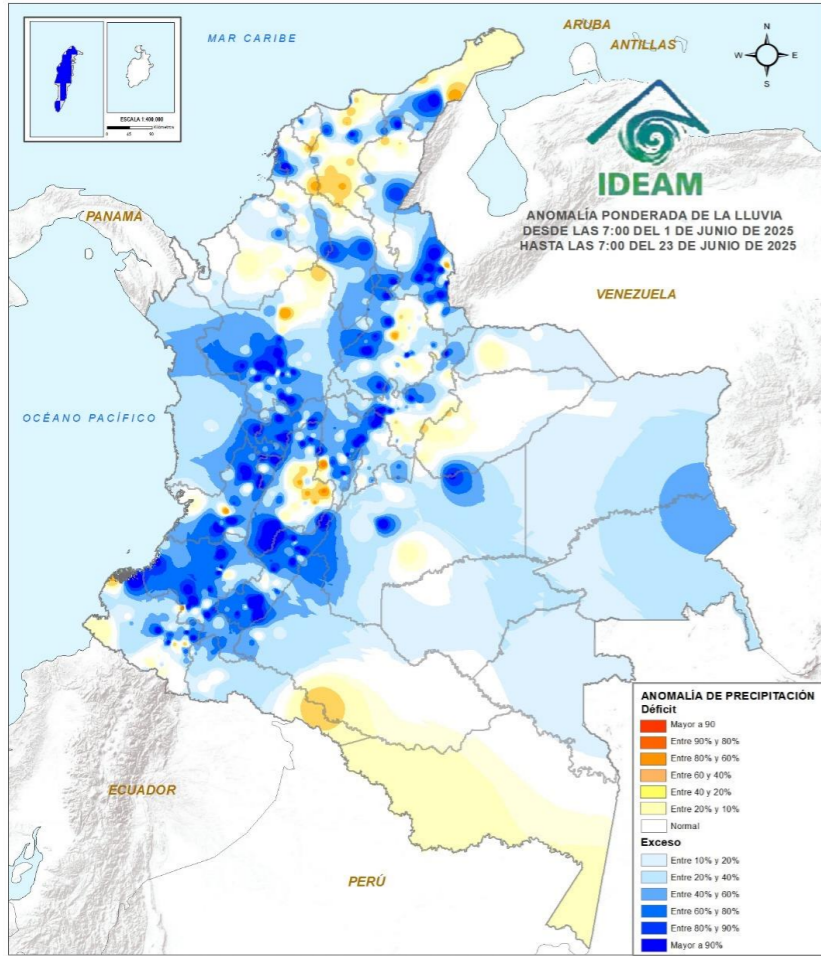 MAR CARIBE
ARUBA
ANTILLAS
N
W E
S
ESCALA 1:400.000
IDEAM
ANOMALÍA PONDERADA DE LA LLUVIA
DESDE LAS 7:00 DEL 1 DE JUNIO DE 2025
HASTA LAS 7:00 DEL 23 DE JUNIO DE 2025
PANAMÁ
VENEZUELA
OCÉANO PACÍFICO
ECUADOR
PERÚ
ANOMALÍA DE PRECIPITACIÓN
Déficit
Mayor a 90
Entre 90% y 80%
Entre 80% y 60%
Entre 60 y 40%
Entre 40 y 20%
Entre 20% y 10%
Normal
Exceso
Entre 10% y 20%
Entre 20% y 40%
Entre 40% y 60%
Entre 60% y 80%
Entre 80% y 90%
Mayor a 90%